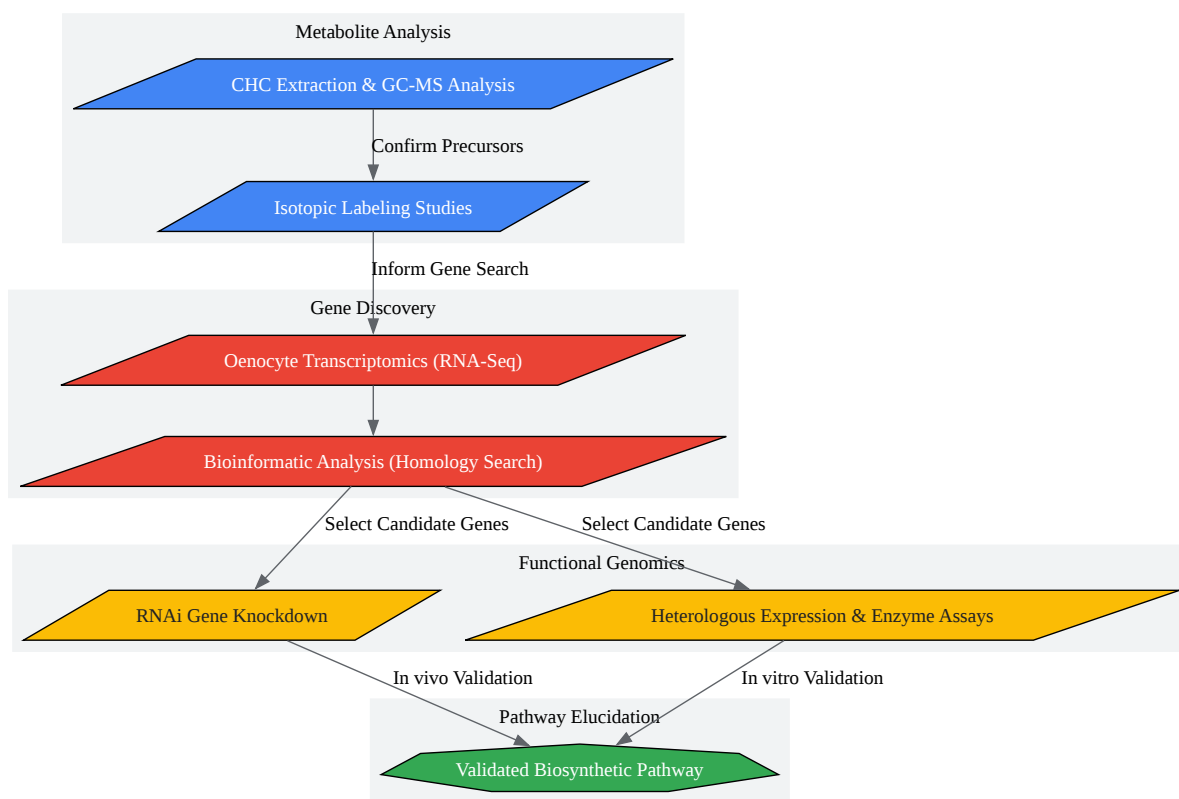 Metabolite Analysis
CHC Extraction & GC-MS Analysis
Confirm Precursors
Isotopic Labeling Studies
Inform Gene Search
Gene Discovery
Oenocyte Transcriptomics (RNA-Seq)
Bioinformatic Analysis (Homology Search)
Select Candidate Genes
Select Candidate Genes
Functional Genomics
RNAi Gene Knockdown
Heterologous Expression & Enzyme Assays
In vivo Validation
In vitro Validation
Pathway Elucidation
Validated Biosynthetic Pathway